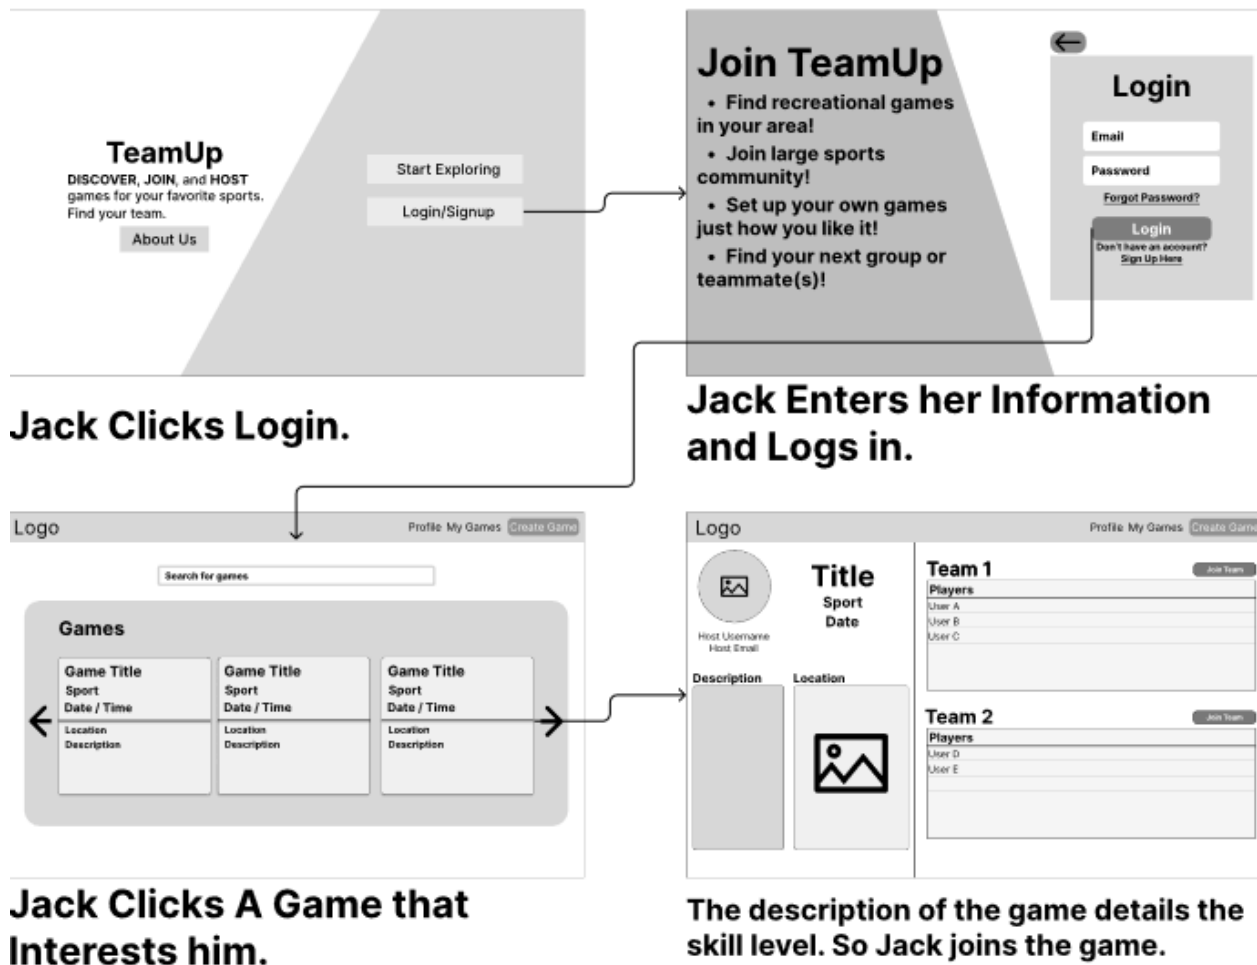 TeamUp
DISCOVER, JOIN, and HOST
games for your favorite sports.
Find your team.
About Us
Start Exploring
Login/Signup
Jack Clicks Login.
Join TeamUp
• Find recreational games
in your area!
• Join large sports
community!
• Set up your own games
just how you like it!
• Find your next group or
teammate(s)!
Login
Email
Password
Forgot Password?
Login
Don't have an account?
Sign Up Here
Jack Enters her Information
and Logs in.
Logo
Profile My Games Create Game
Search for games
Games
Game Title
Sport
Date / Time
Location
Description
Game Title
Sport
Date / Time
Location
Description
Game Title
Sport
Date / Time
Location
Description
Jack Clicks A Game that
Interests him.
Logo
Profile My Games Create Game
Host Username
Host Email
Title
Sport
Date
Description
Location
Team 1
Join Team
Players
User A
User B
User C
Team 2
Join Team
Players
User D
User E
The description of the game details the
skill level. So Jack joins the game.